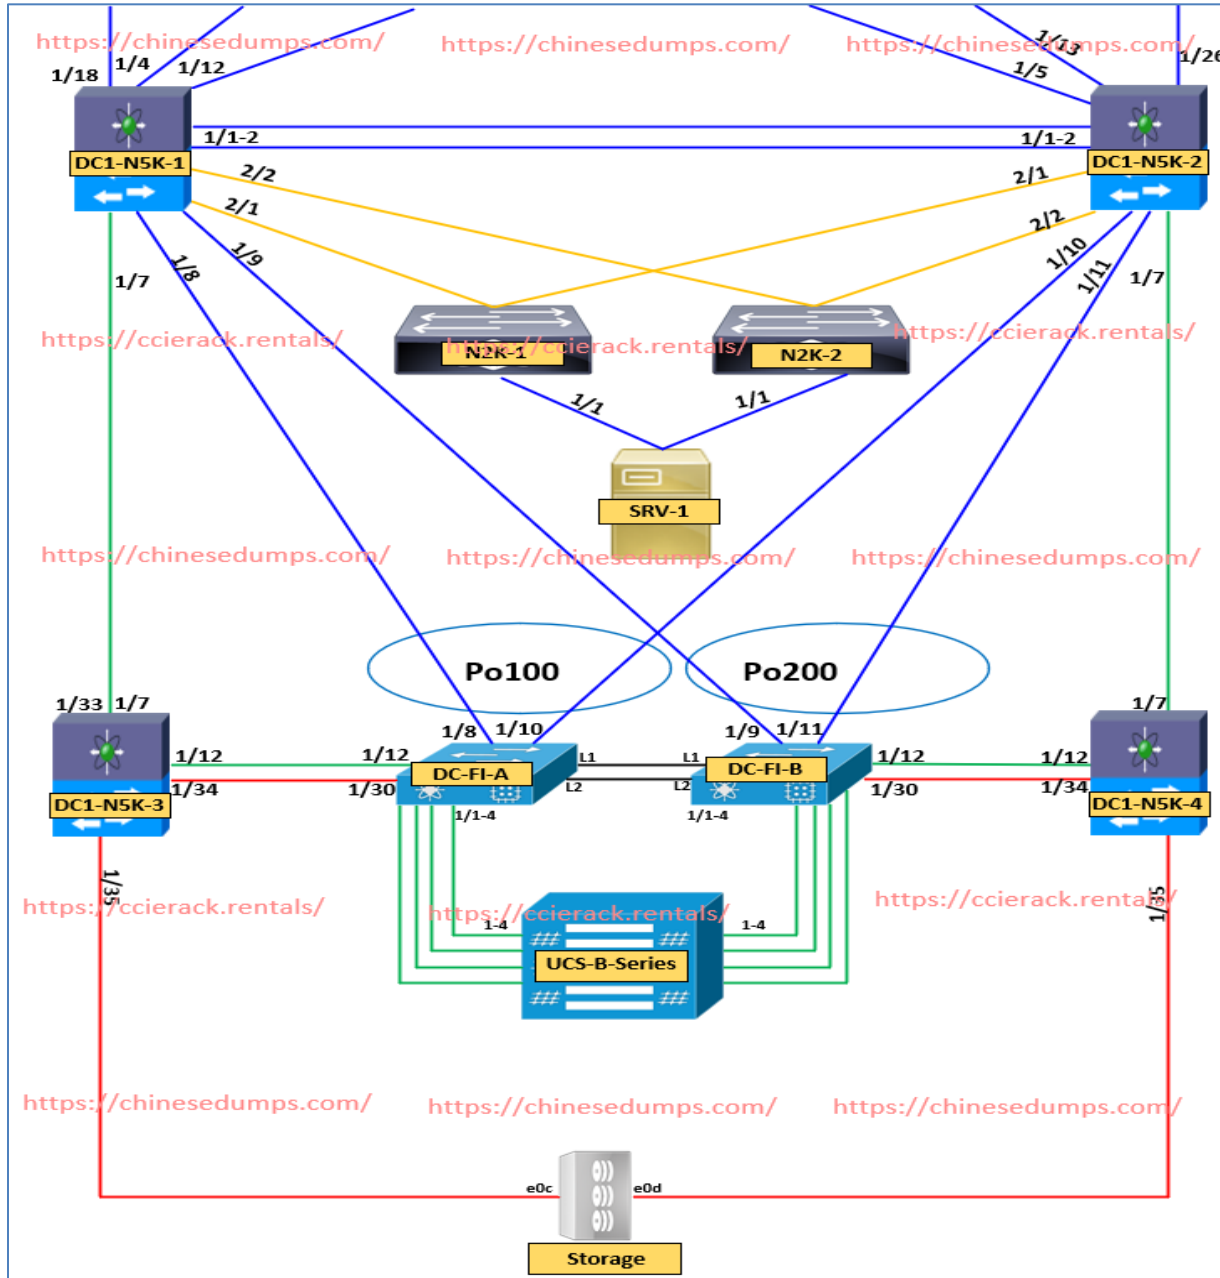 https://chinesedumps.com/
https://chinesedumps.com/
https://chinesedumps.com/
1/18
1/4
1/12
1/13
1/5
1/26
1/1-2
1/1-2
DC1-N5K-1
DC1-N5K-2
2/2
2/1
2/1
2/2
1/8
1/9
1/10
1/11
1/7
1/7
https://ccierack.rentals/
https://ccierack.rentals/
https://ccierack.rentals/
N2K-1
N2K-2
1/1
1/1
SRV-1
https://chinesedumps.com/
https://chinesedumps.com/
https://chinesedumps.com/
Po100
Po200
1/33
1/7
1/8
1/10
1/9
1/11
1/7
1/12
1/12
L1
L1
1/12
1/12
DC-FI-A
DC-FI-B
1/34
1/30
L2
L2
1/30
1/34
DC1-N5K-3
DC1-N5K-4
1/1-4
1/1-4
1/35
1/35
https://ccierack.rentals/
https://ccierack.rentals/
https://ccierack.rentals/
1-4
1-4
UCS-B-Series
https://chinesedumps.com/
https://chinesedumps.com/
https://chinesedumps.com/
e0c
e0d
Storage